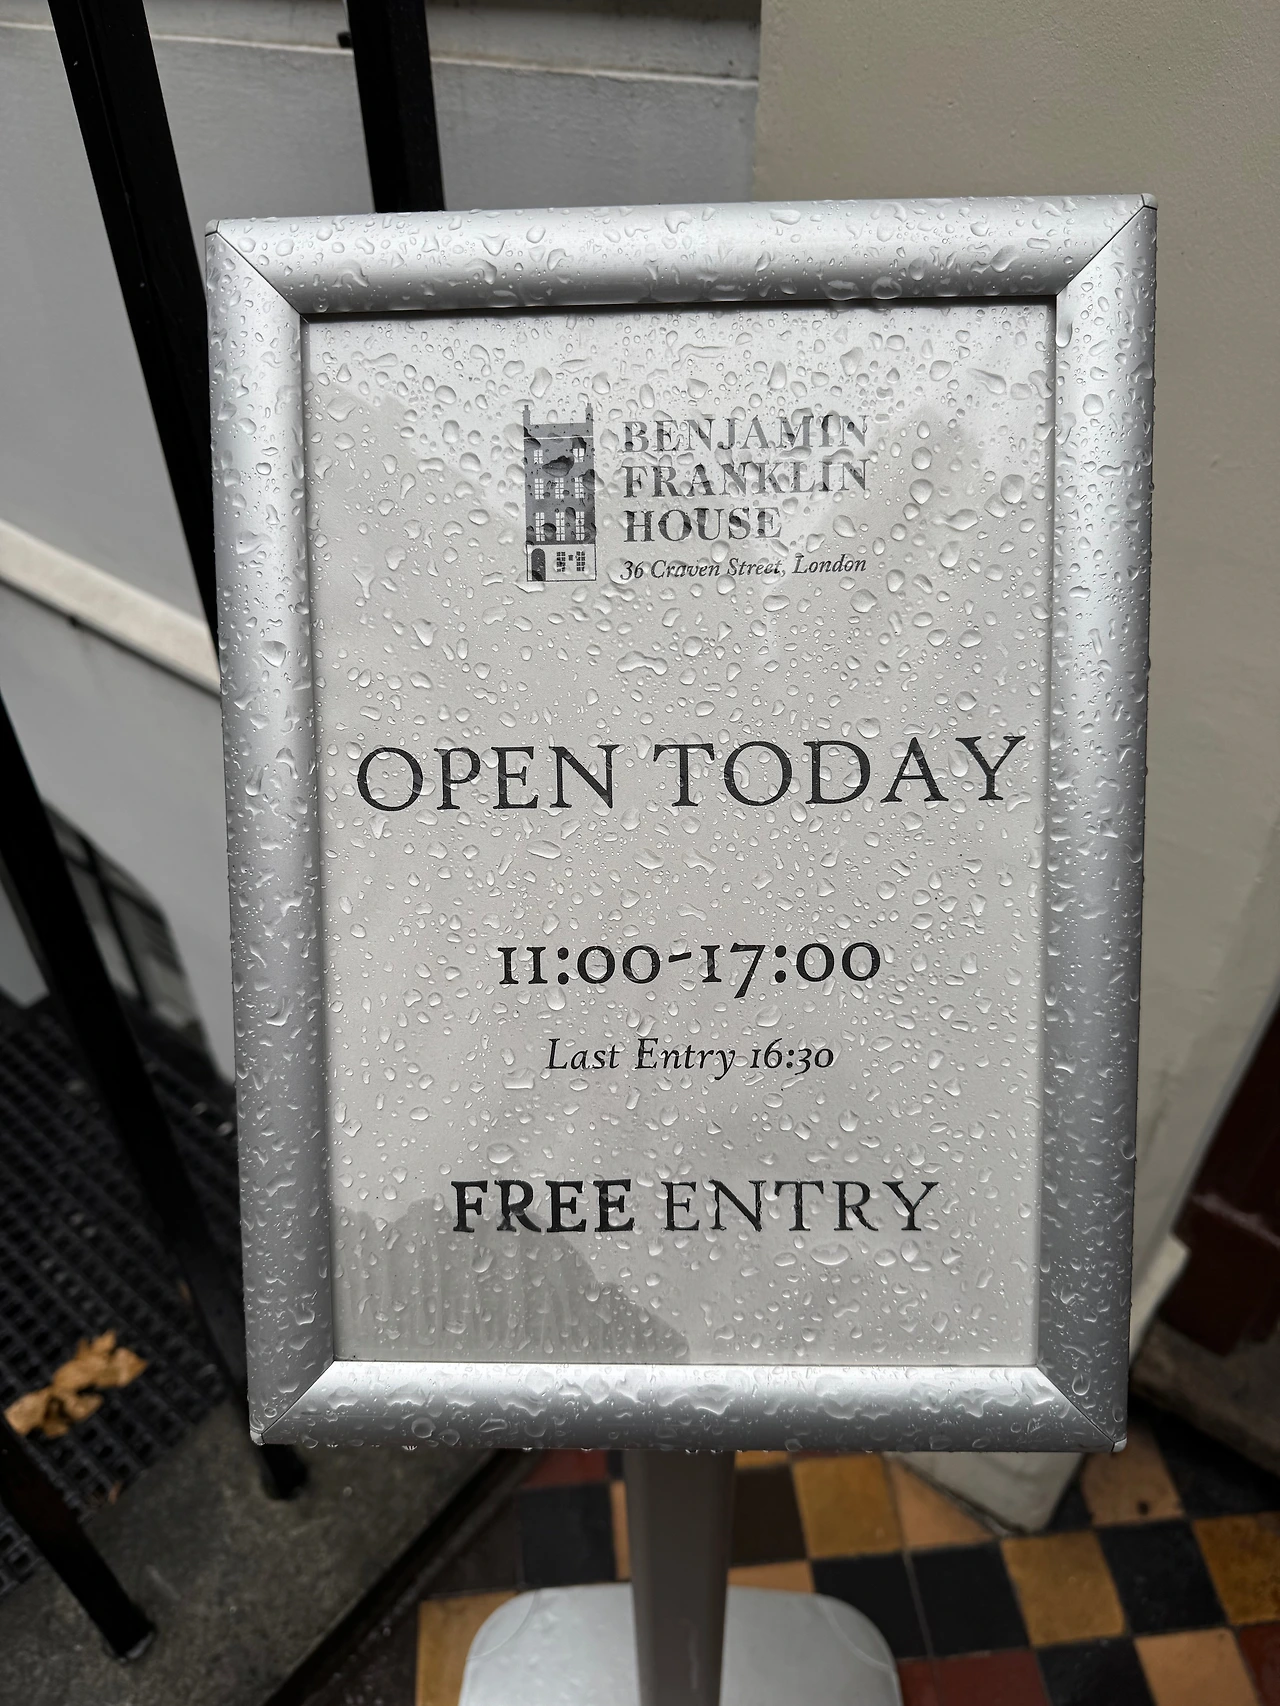 BENJAMIN
FRANKLIN
HOUSE
36 Craven Street, London
OPEN TODAY
11:00-17:00
Last Entry 16:30
FREE ENTRY